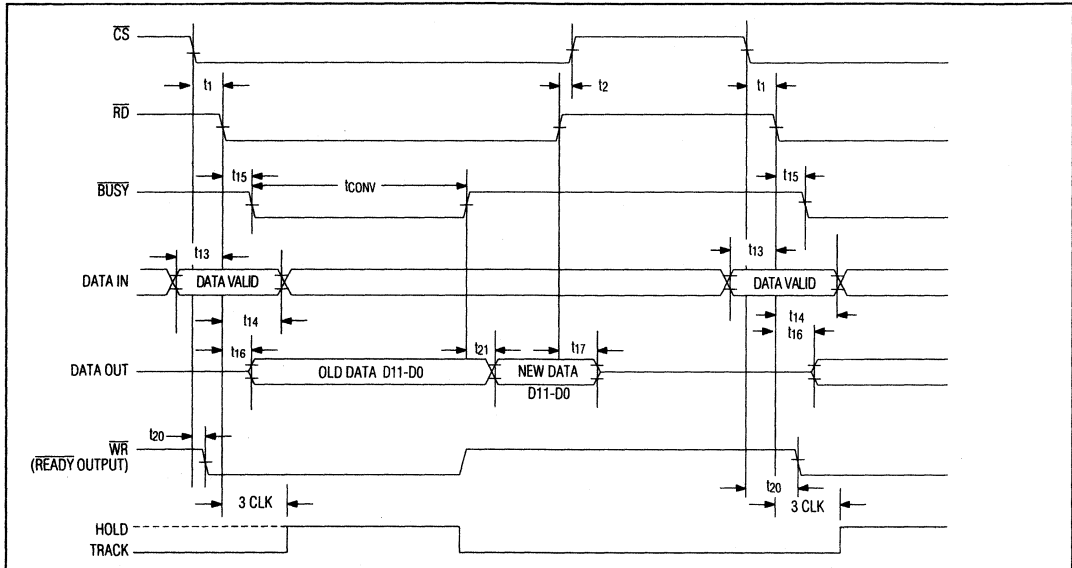 CS
t1 t2 t1
RD
t15 tCONV t15
BUSY
t13 t13
DATA IN DATA VALID DATA VALID
t14 t14
t16 t21 t17 t16
DATA OUT OLD DATA D11-D0 NEW DATA
D11-D0
t20
WR
(READY OUTPUT)
t20
3 CLK 3 CLK
HOLD
TRACK